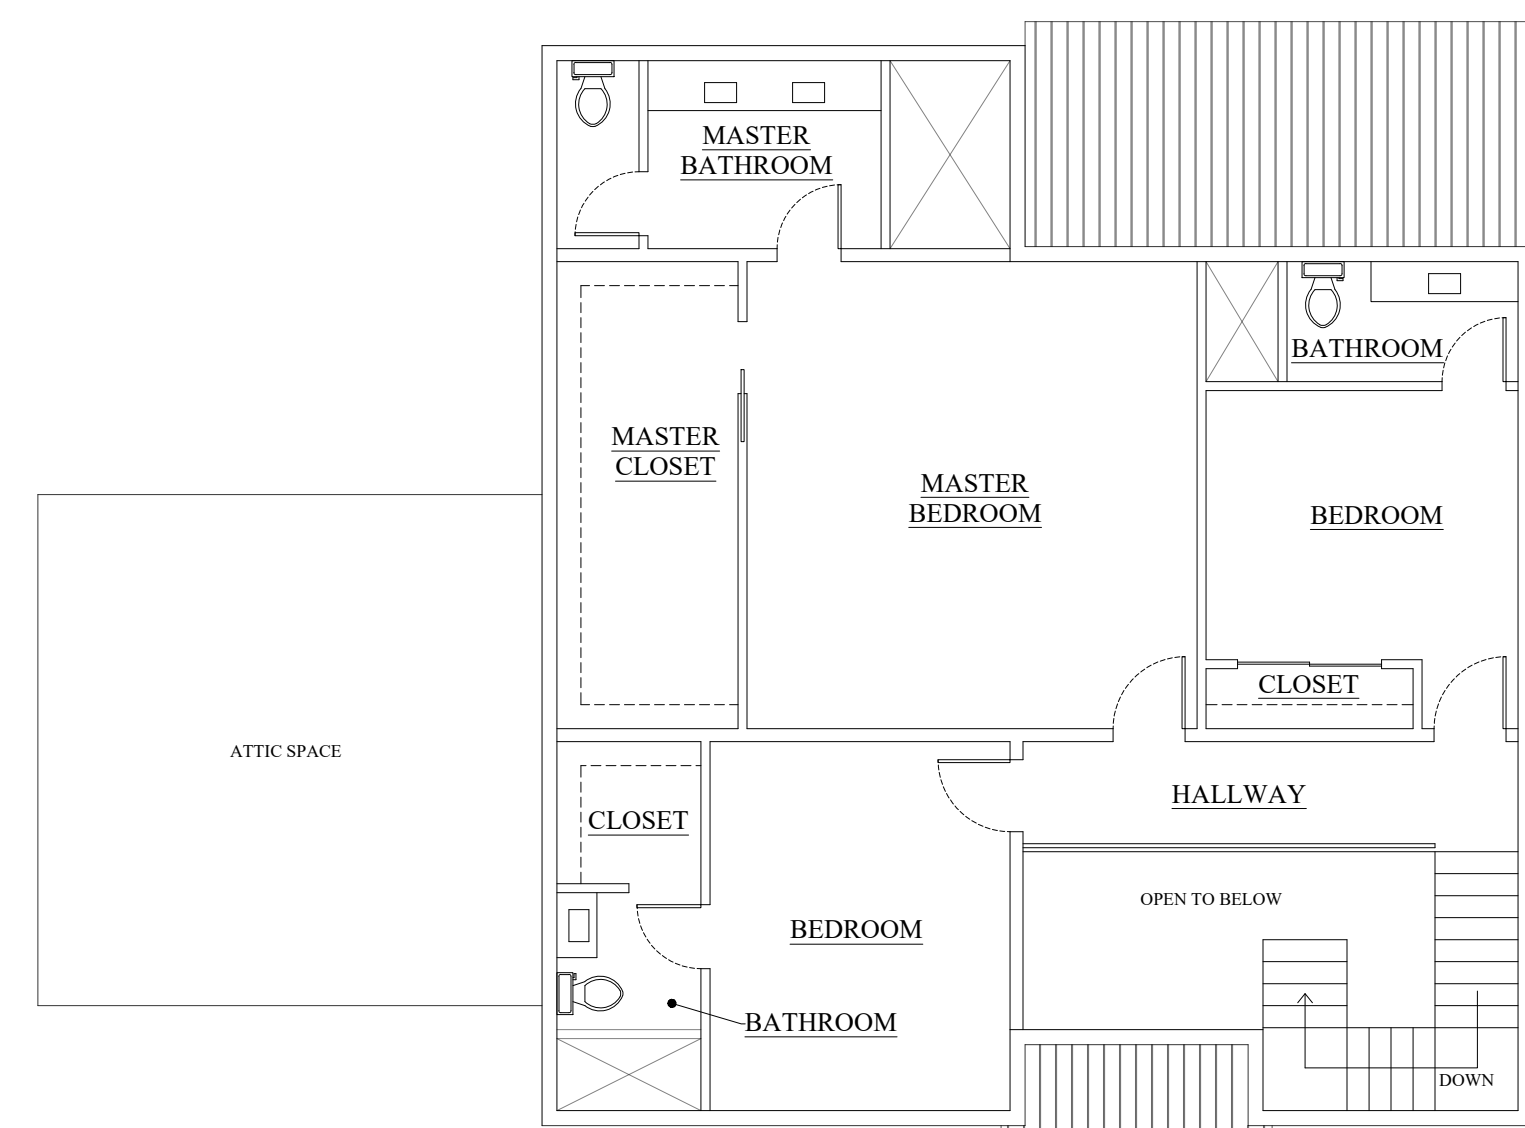 MASTER
BATHROOM
BATHROOM
MASTER
CLOSET
MASTER
BEDROOM
BEDROOM
CLOSET
ATTIC SPACE
HALLWAY
CLOSET
OPEN TO BELOW
BEDROOM
BATHROOM
DOWN